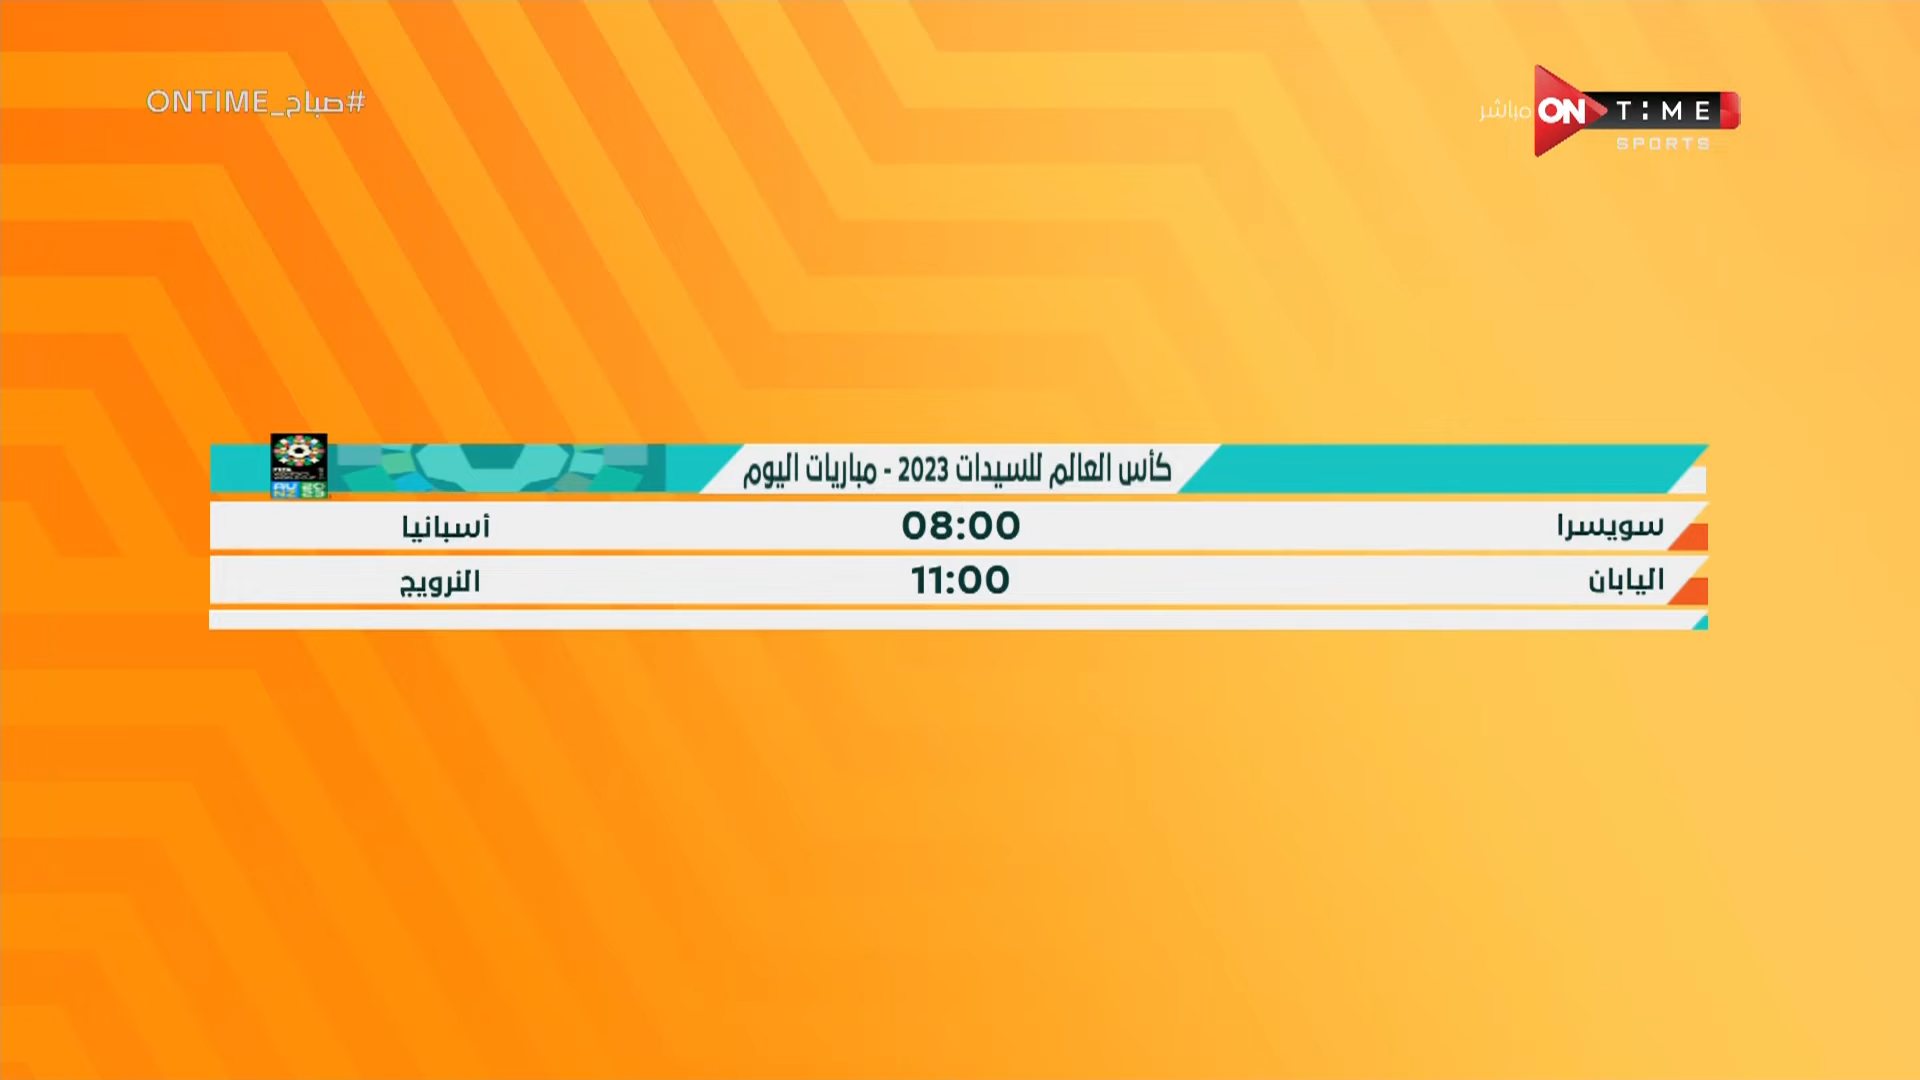 #صباح_ONTIME
مباشر ON TIME
SPORTS
كأس العالم للسيدات 2023 - مباريات اليوم
سويسرا 08:00 أسبانيا
اليابان 11:00 النرويج